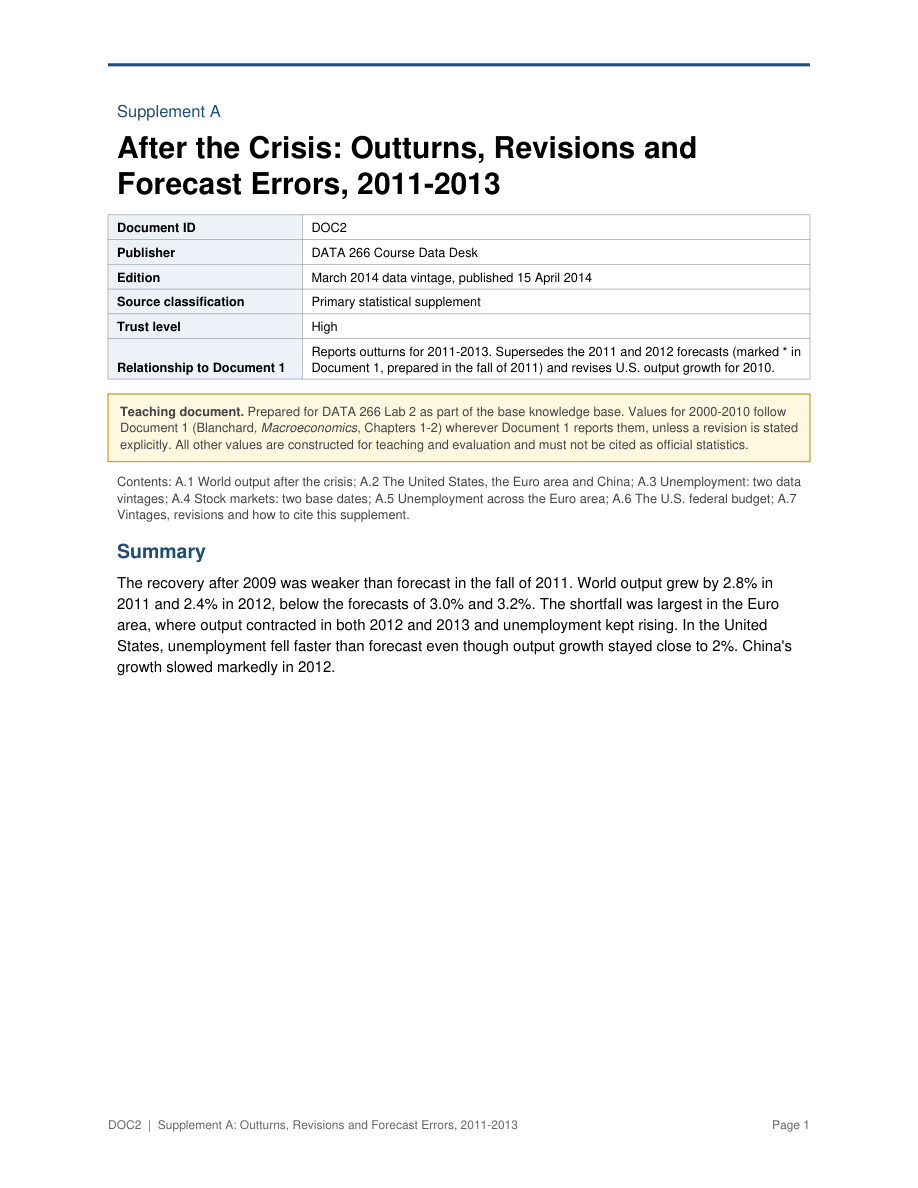 Supplement A
After the Crisis: Outturns, Revisions and
Forecast Errors, 2011-2013
Document ID DOC2
Publisher DATA 266 Course Data Desk
Edition March 2014 data vintage, published 15 April 2014
Source classification Primary statistical supplement
Trust level High
Relationship to Document 1 Reports outturns for 2011-2013. Supersedes the 2011 and 2012 forecasts (marked * in
Document 1, prepared in the fall of 2011) and revises U.S. output growth for 2010.
Teaching document. Prepared for DATA 266 Lab 2 as part of the base knowledge base. Values for 2000-2010 follow
Document 1 (Blanchard, Macroeconomics, Chapters 1-2) wherever Document 1 reports them, unless a revision is stated
explicitly. All other values are constructed for teaching and evaluation and must not be cited as official statistics.
Contents: A.1 World output after the crisis; A.2 The United States, the Euro area and China; A.3 Unemployment: two data
vintages; A.4 Stock markets: two base dates; A.5 Unemployment across the Euro area; A.6 The U.S. federal budget; A.7
Vintages, revisions and how to cite this supplement.
Summary
The recovery after 2009 was weaker than forecast in the fall of 2011. World output grew by 2.8% in
2011 and 2.4% in 2012, below the forecasts of 3.0% and 3.2%. The shortfall was largest in the Euro
area, where output contracted in both 2012 and 2013 and unemployment kept rising. In the United
States, unemployment fell faster than forecast even though output growth stayed close to 2%. China's
growth slowed markedly in 2012.
DOC2 | Supplement A: Outturns, Revisions and Forecast Errors, 2011-2013 Page 1